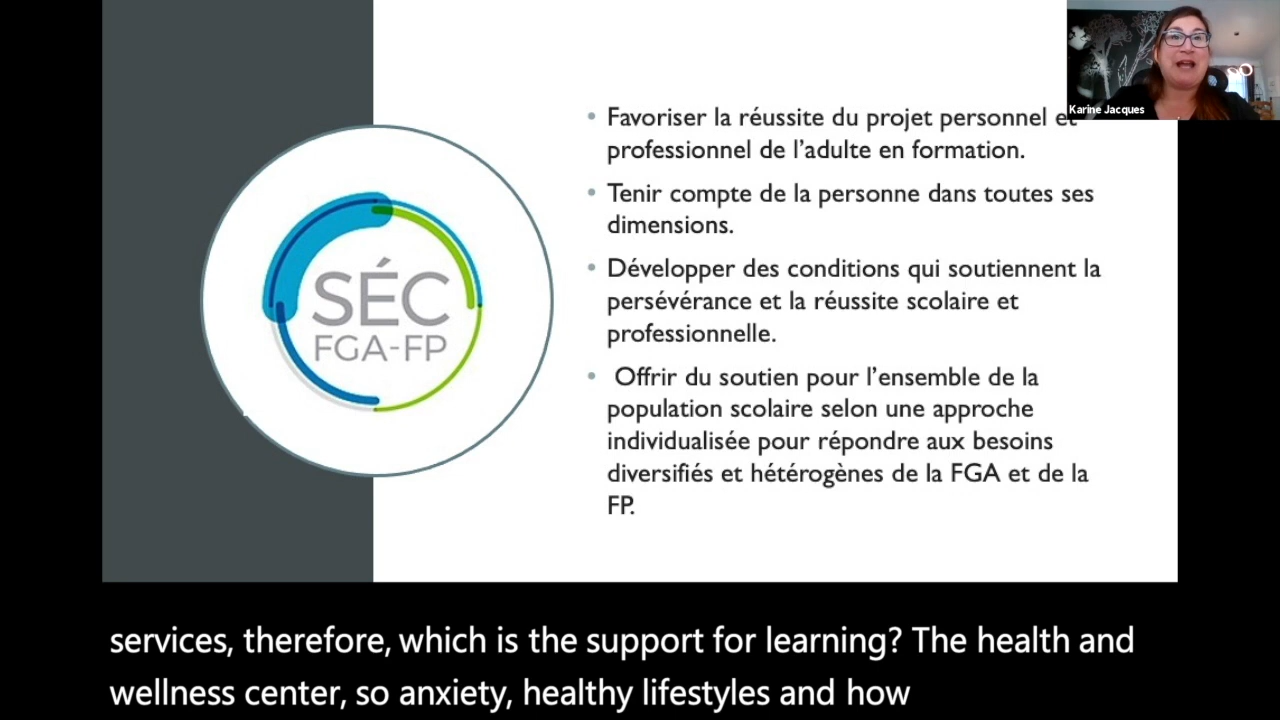 Karine Jacques
• Favoriser la réussite du projet personnel et
professionnel de l’adulte en formation.
• Tenir compte de la personne dans toutes ses
dimensions.
• Développer des conditions qui soutiennent la
persévérance et la réussite scolaire et
professionnelle.
• Offrir du soutien pour l’ensemble de la
population scolaire selon une approche
individualisée pour répondre aux besoins
diversifiés et hétérogènes de la FGA et de la
FP.
SÉC
FGA-FP
services, therefore, which is the support for learning? The health and
wellness center, so anxiety, healthy lifestyles and how